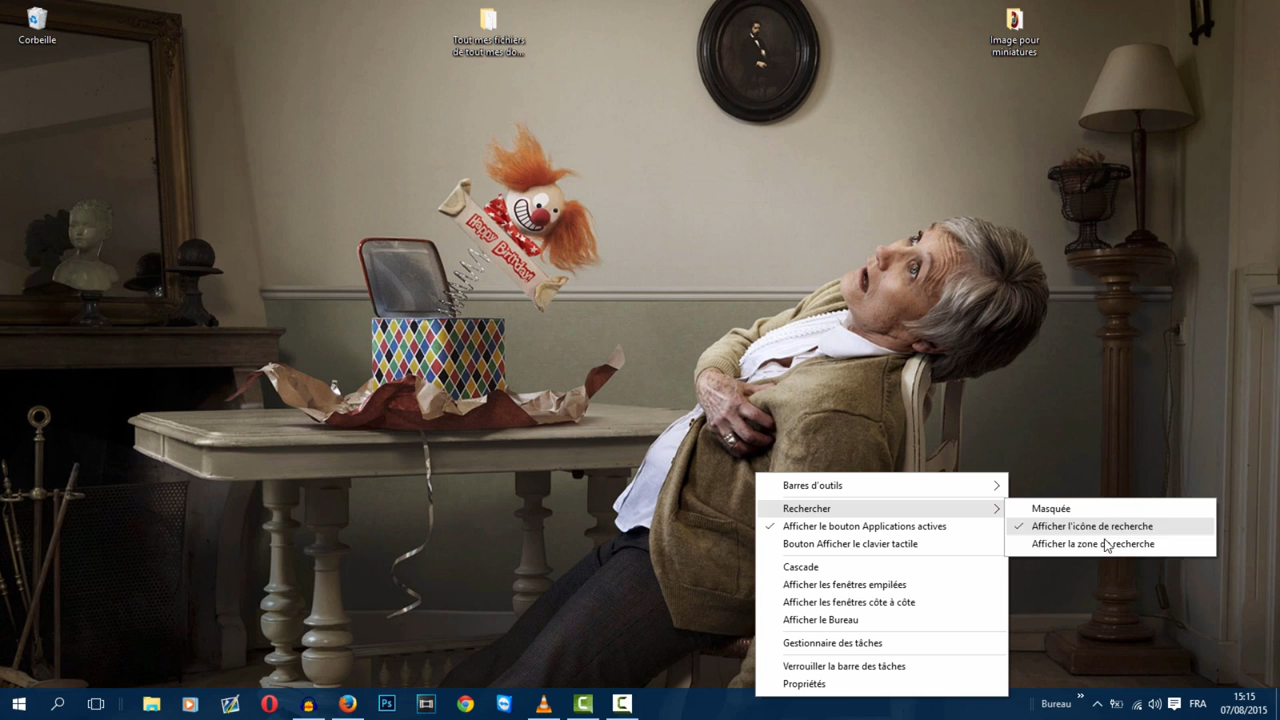 Corbeille
Tout mes fichiers
de tout mes do...
Image pour
miniatures
Happy Birthday!
Barres d'outils
Rechercher
Afficher le bouton Applications actives
Bouton Afficher le clavier tactile
Cascade
Afficher les fenêtres empilées
Afficher les fenêtres côte à côte
Afficher le Bureau
Gestionnaire des tâches
Verrouiller la barre des tâches
Propriétés
Masquée
Afficher l'icône de recherche
Afficher la zone de recherche
Ps
Bureau
FRA
15:15
07/08/2015